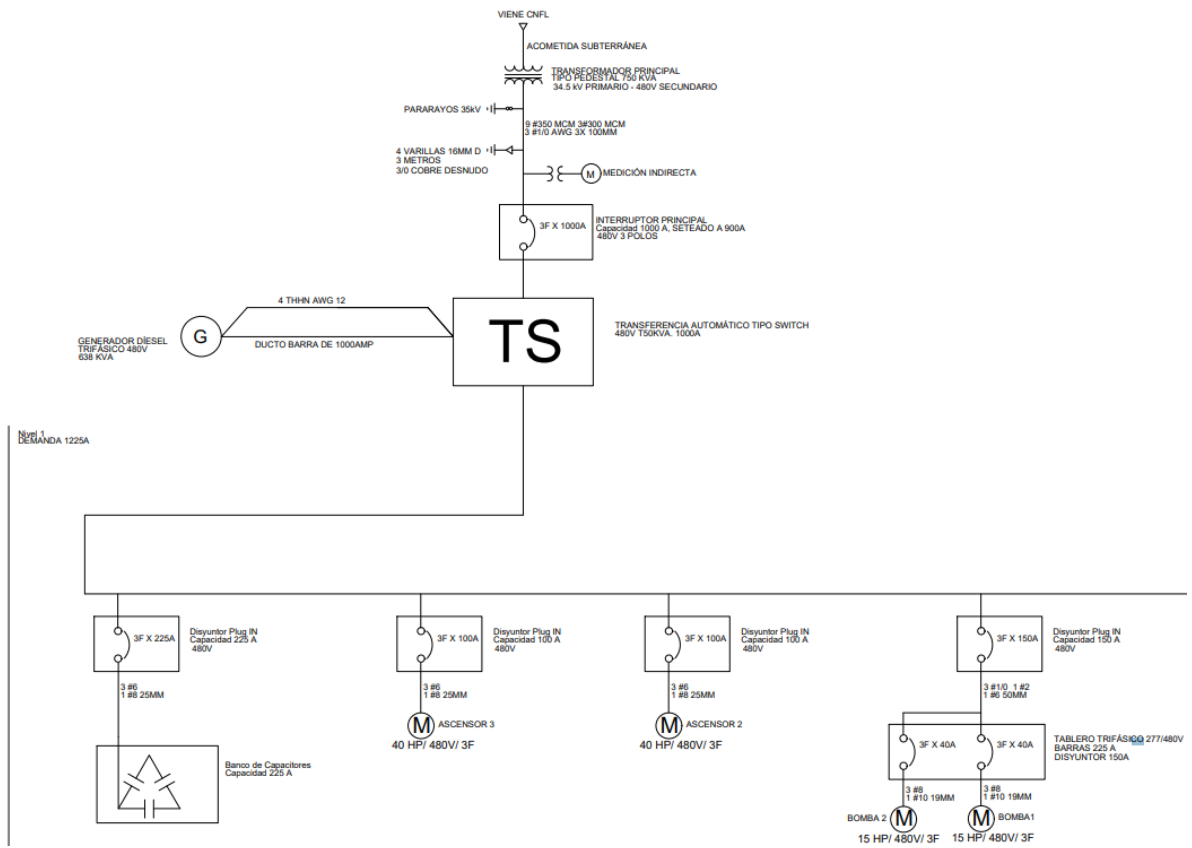 VIENE CNFL
ACOMETIDA SUBTERRÁNEA
TRANSFORMADOR PRINCIPAL
TIPO PEDESTAL 750 KVA
34.5 kV PRIMARIO - 480V SECUNDARIO
PARARAYOS 35kV
9 #350 MCM 3#300 MCM
3 #1/0 AWG 3X 100MM
4 VARILLAS 16MM D
3 METROS
3/0 COBRE DESNUDO
M
MEDICIÓN INDIRECTA
3F X 1000A
INTERRUPTOR PRINCIPAL
Capacidad 1000 A, SETEADO A 900A
480V 3 POLOS
4 THHN AWG 12
G
GENERADOR DÍESEL
TRIFÁSICO 480V
638 KVA
DUCTO BARRA DE 1000AMP
TS
TRANSFERENCIA AUTOMÁTICO TIPO SWITCH
480V T50KVA. 1000A
Nivel 1
DEMANDA 1225A
3F X 225A
Disyuntor Plug IN
Capacidad 225 A
480V
3 #6
1 #8 25MM
Banco de Capacitores
Capacidad 225 A
3F X 100A
Disyuntor Plug IN
Capacidad 100 A
480V
3 #6
1 #8 25MM
M
ASCENSOR 3
40 HP/ 480V/ 3F
3F X 100A
Disyuntor Plug IN
Capacidad 100 A
480V
3 #6
1 #8 25MM
M
ASCENSOR 2
40 HP/ 480V/ 3F
3F X 150A
Disyuntor Plug IN
Capacidad 150 A
480V
3 #1/0 1 #2
1 #6 50MM
3F X 40A
3F X 40A
TABLERO TRIFÁSICO 277/480V
BARRAS 225 A
DISYUNTOR 150A
3 #8
1 #10 19MM
3 #8
1 #10 19MM
BOMBA 2
M
M
BOMBA1
15 HP/ 480V/ 3F
15 HP/ 480V/ 3F